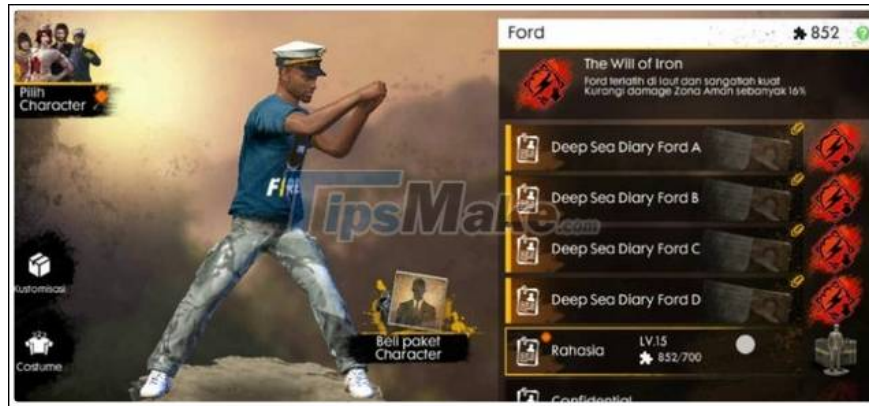 Ford
852
?
The Will of Iron
Ford terlatih di laut dan sangatlah kuat
Kurangi damage Zona Aman sebanyak 16%
Pilih
Character
Deep Sea Diary Ford A
Deep Sea Diary Ford B
TipsMake.com
Deep Sea Diary Ford C
Kustomisasi
Deep Sea Diary Ford D
Beli paket
Character
Costume
Rahasia
LV.15
852/700
Confidential